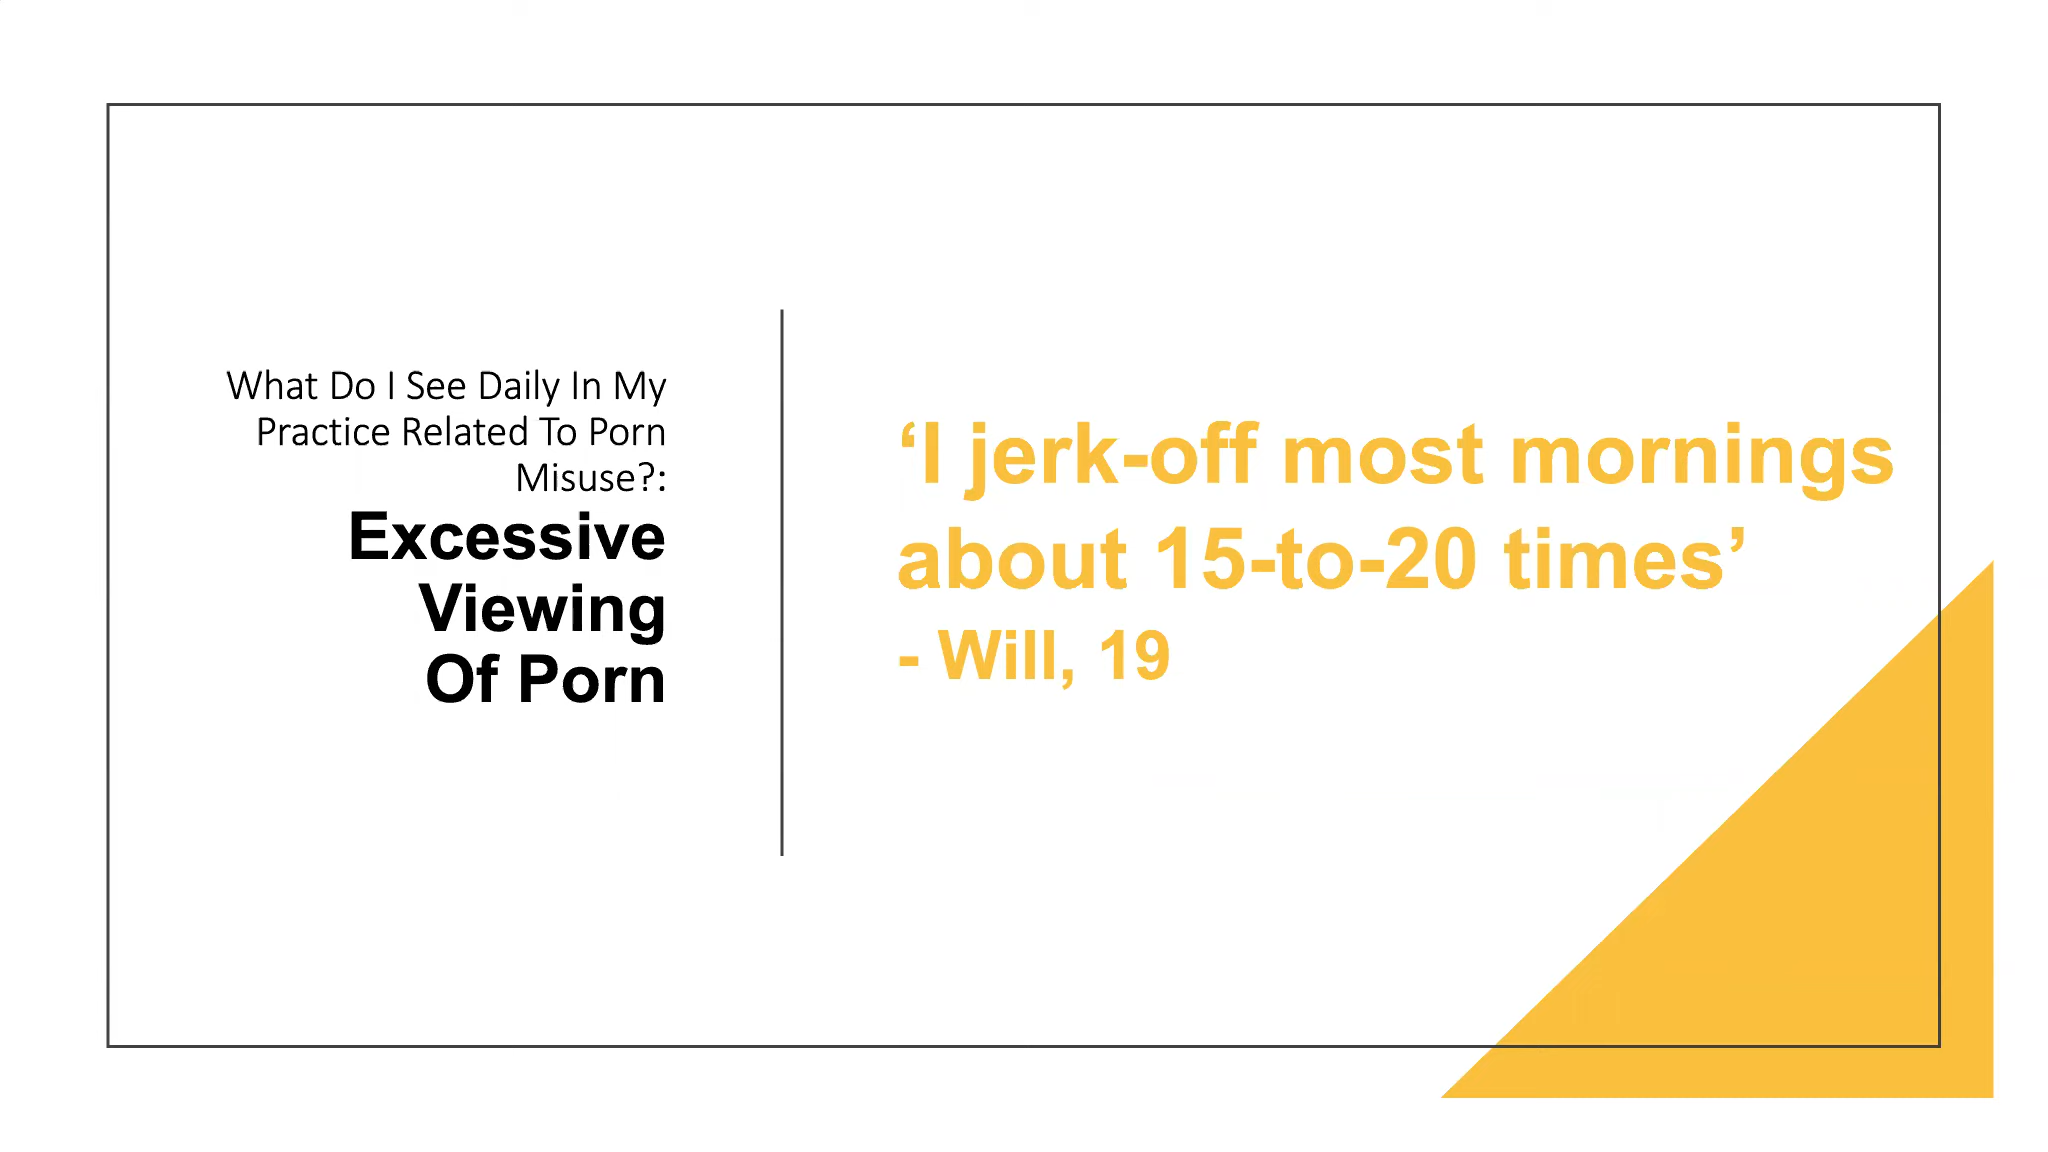 What Do I See Daily In My
Practice Related To Porn
Misuse?:
Excessive
Viewing
Of Porn
‘I jerk-off most mornings
about 15-to-20 times’
- Will, 19